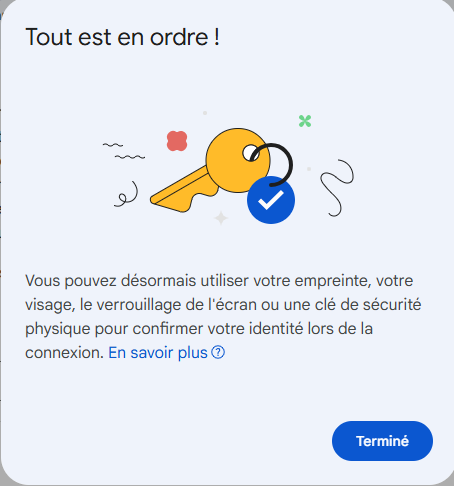 Tout est en ordre !
Vous pouvez désormais utiliser votre empreinte, votre
visage, le verrouillage de l'écran ou une clé de sécurité
physique pour confirmer votre identité lors de la
connexion. En savoir plus
Terminé